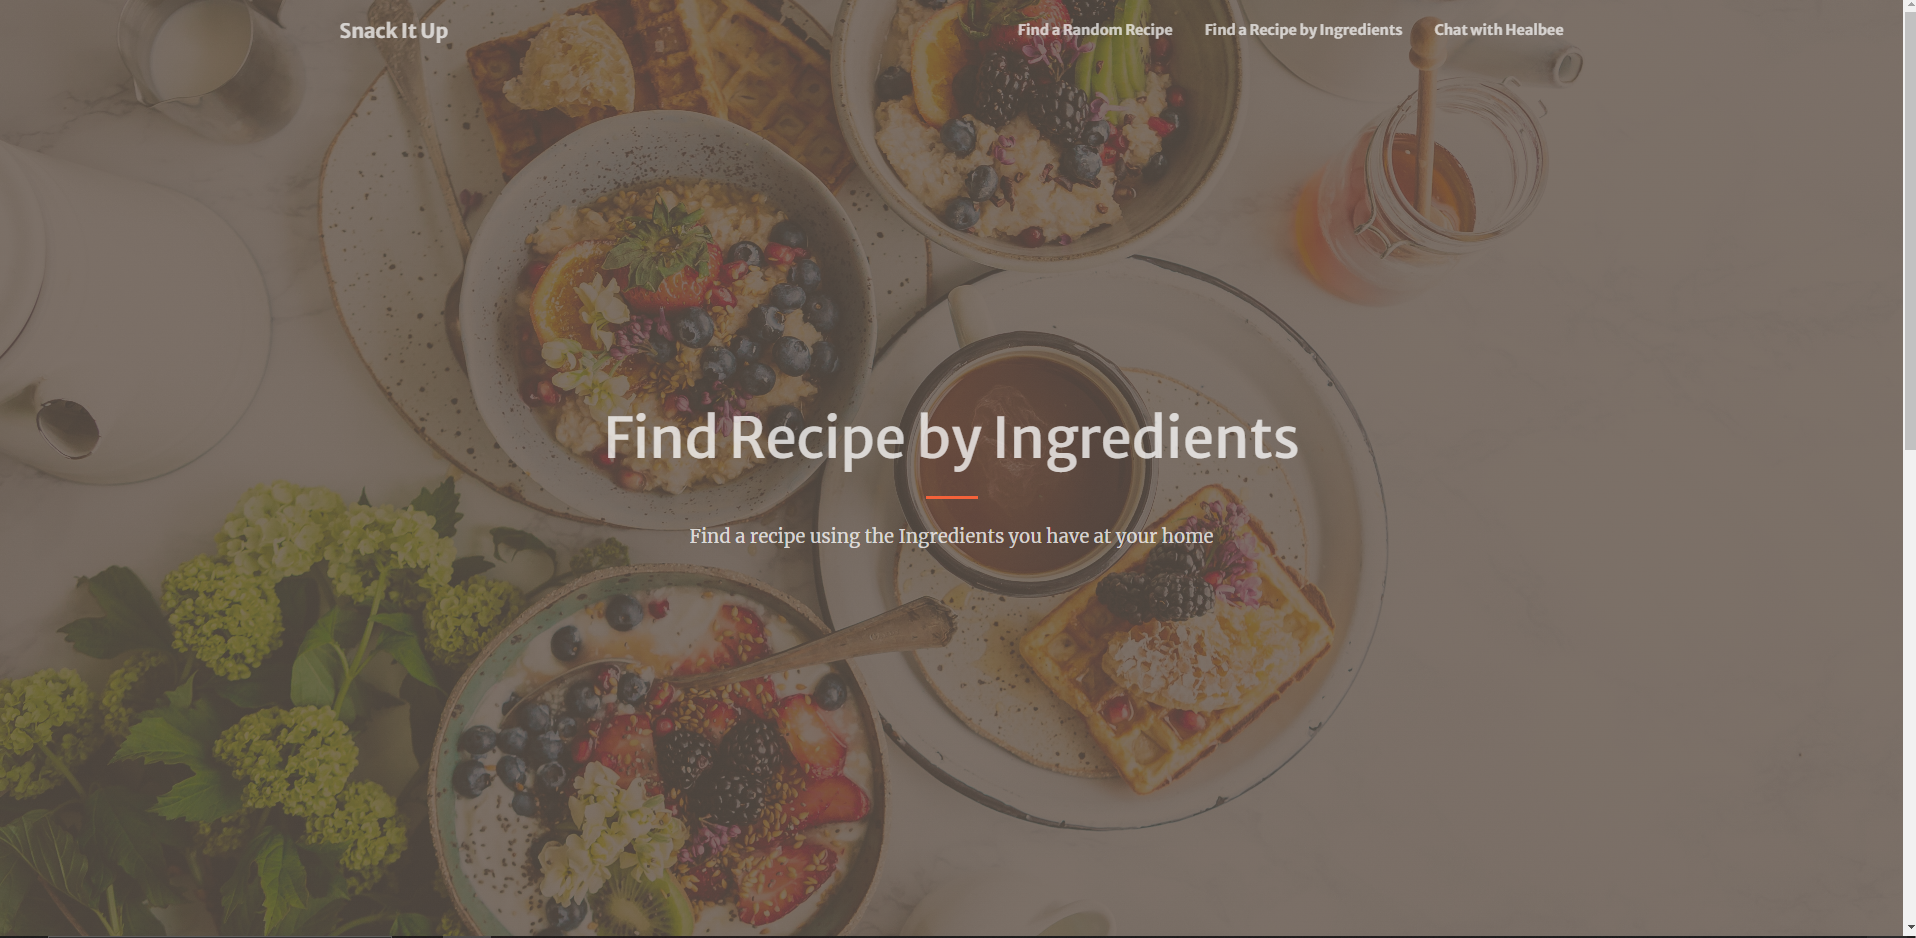 Snack It Up
Find a Random Recipe
Find a Recipe by Ingredients
Chat with Healbee
Find Recipe by Ingredients
Find a recipe using the Ingredients you have at your home